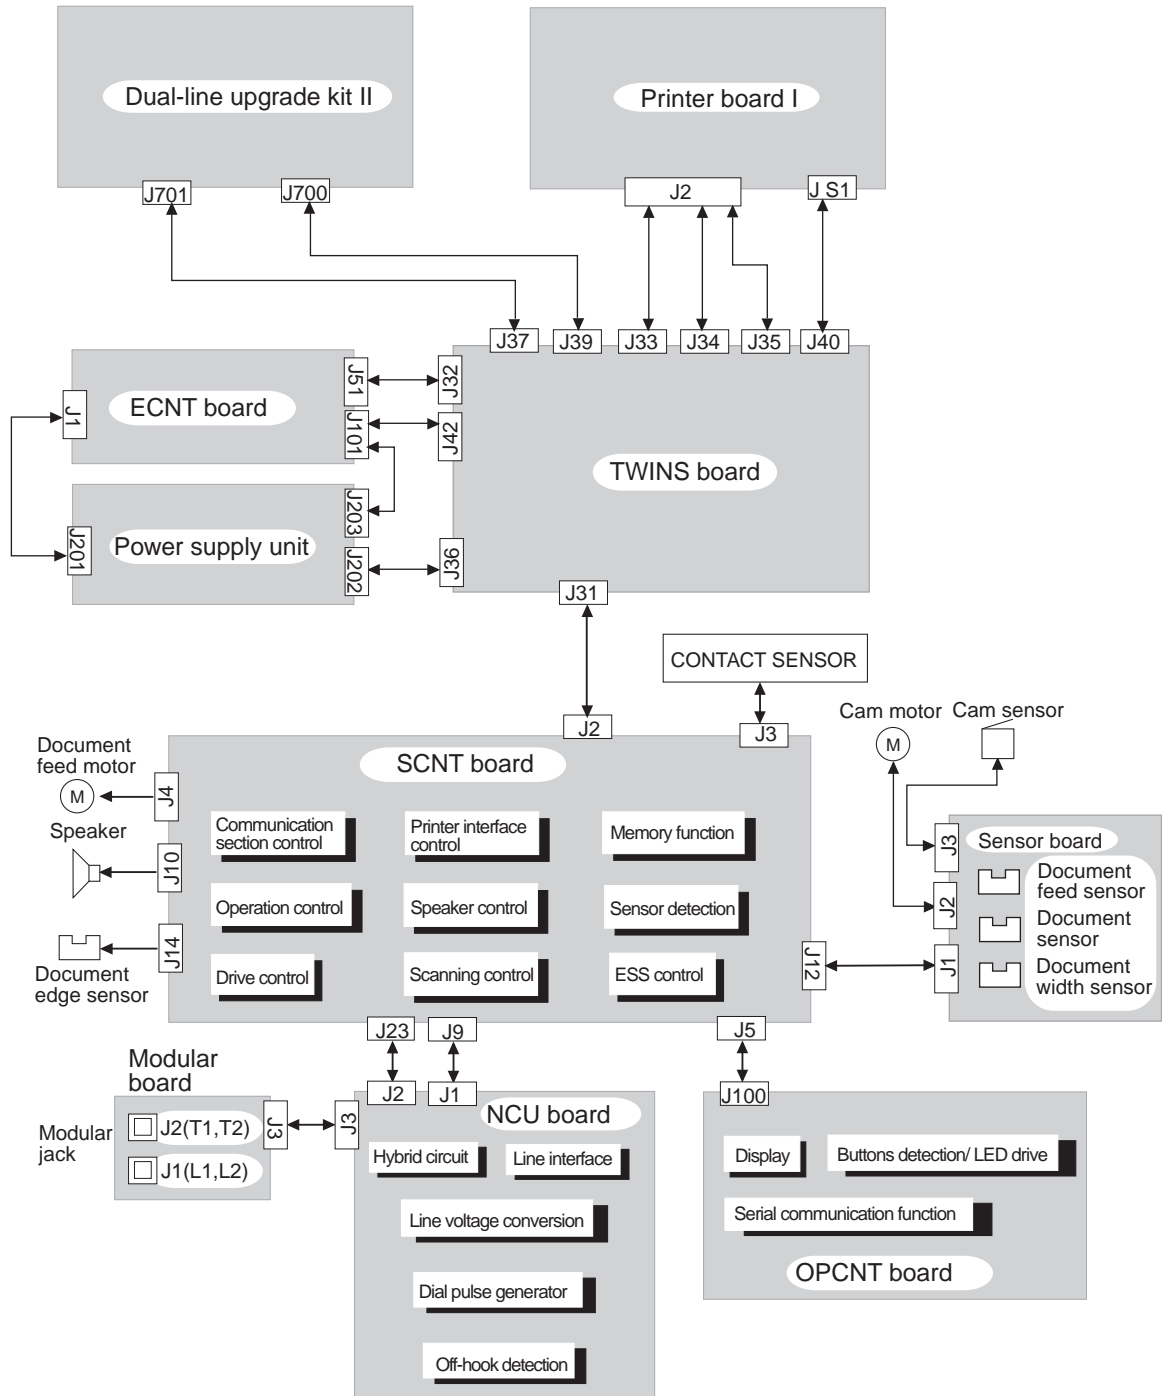 Dual-line upgrade kit II
Printer board I
J701
J700
J2
J S1
J37
J39
J33
J34
J35
J40
J51
J32
J1
ECNT board
J101
J42
TWINS board
J203
J201
Power supply unit
J202
J36
J31
CONTACT SENSOR
J2
J3
Cam motor
Cam sensor
M
Document
feed motor
M
J4
SCNT board
Speaker
J10
Communication
section control
Printer interface
control
Memory function
J3
Sensor board
Document
feed sensor
J2
Operation control
Speaker control
Sensor detection
Document
sensor
J14
Document
edge sensor
Drive control
Scanning control
ESS control
J12
J1
Document
width sensor
J23
J9
J5
Modular
board
J2
J1
J100
Modular
jack
J2(T1,T2)
J1(L1,L2)
J3
J3
NCU board
Hybrid circuit
Line interface
Display
Buttons detection/ LED drive
Line voltage conversion
Serial communication function
OPCNT board
Dial pulse generator
Off-hook detection